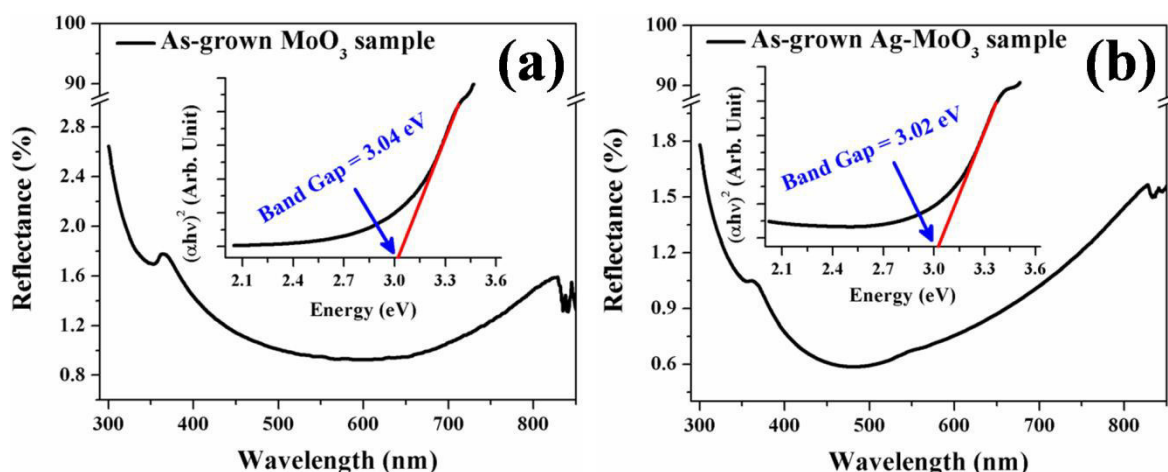 As-grown MoO₃ sample
(a)
100
90
2.8
2.4
2.0
1.6
1.2
0.8
Reflectance (%)
(αhν)² (Arb. Unit)
Band Gap = 3.04 eV
2.1 2.4 2.7 3.0 3.3 3.6
Energy (eV)
300 400 500 600 700 800
Wavelength (nm)
As-grown Ag-MoO₃ sample
(b)
100
90
1.8
1.5
1.2
0.9
0.6
Reflectance (%)
(αhν)² (Arb. Unit)
Band Gap = 3.02 eV
2.1 2.4 2.7 3.0 3.3 3.6
Energy (eV)
300 400 500 600 700 800
Wavelength (nm)